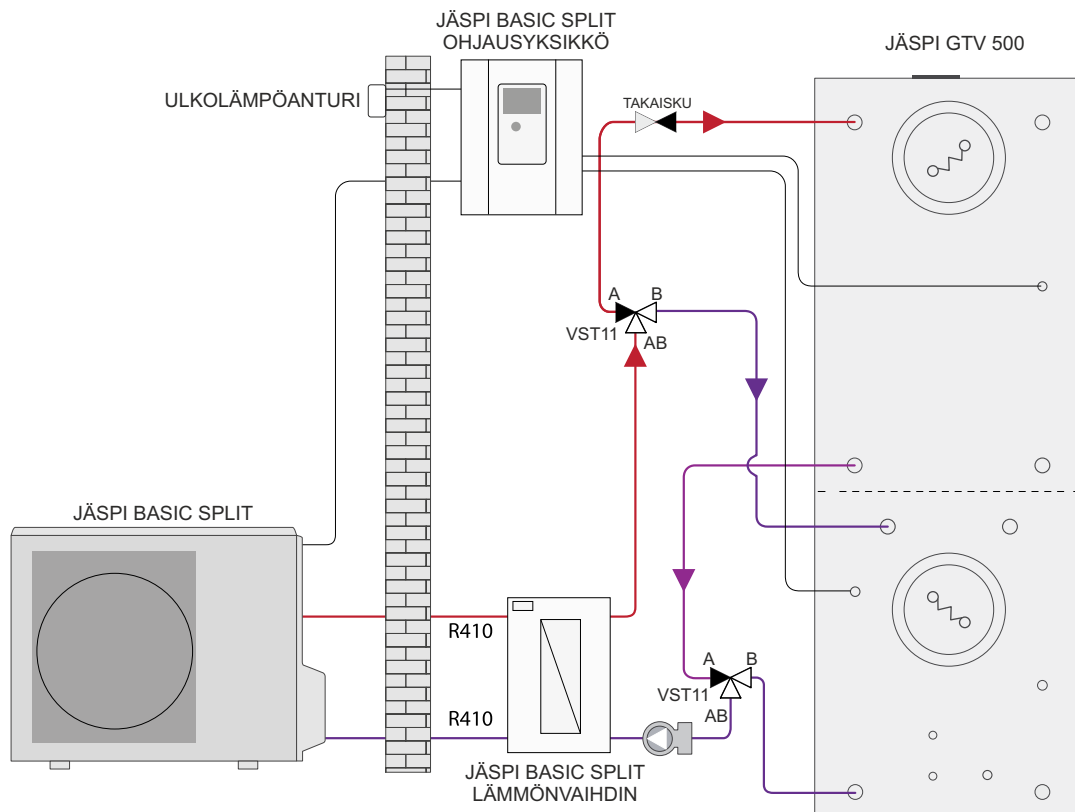 JÄSPI BASIC SPLIT
OHJAUSYKSIKKÖ
JÄSPI GTV 500
ULKOLÄMPÖANTURI
TAKAISKU
A
B
VST11
AB
JÄSPI BASIC SPLIT
R410
A
B
VST11
R410
AB
JÄSPI BASIC SPLIT
LÄMMÖNVAIHDIN